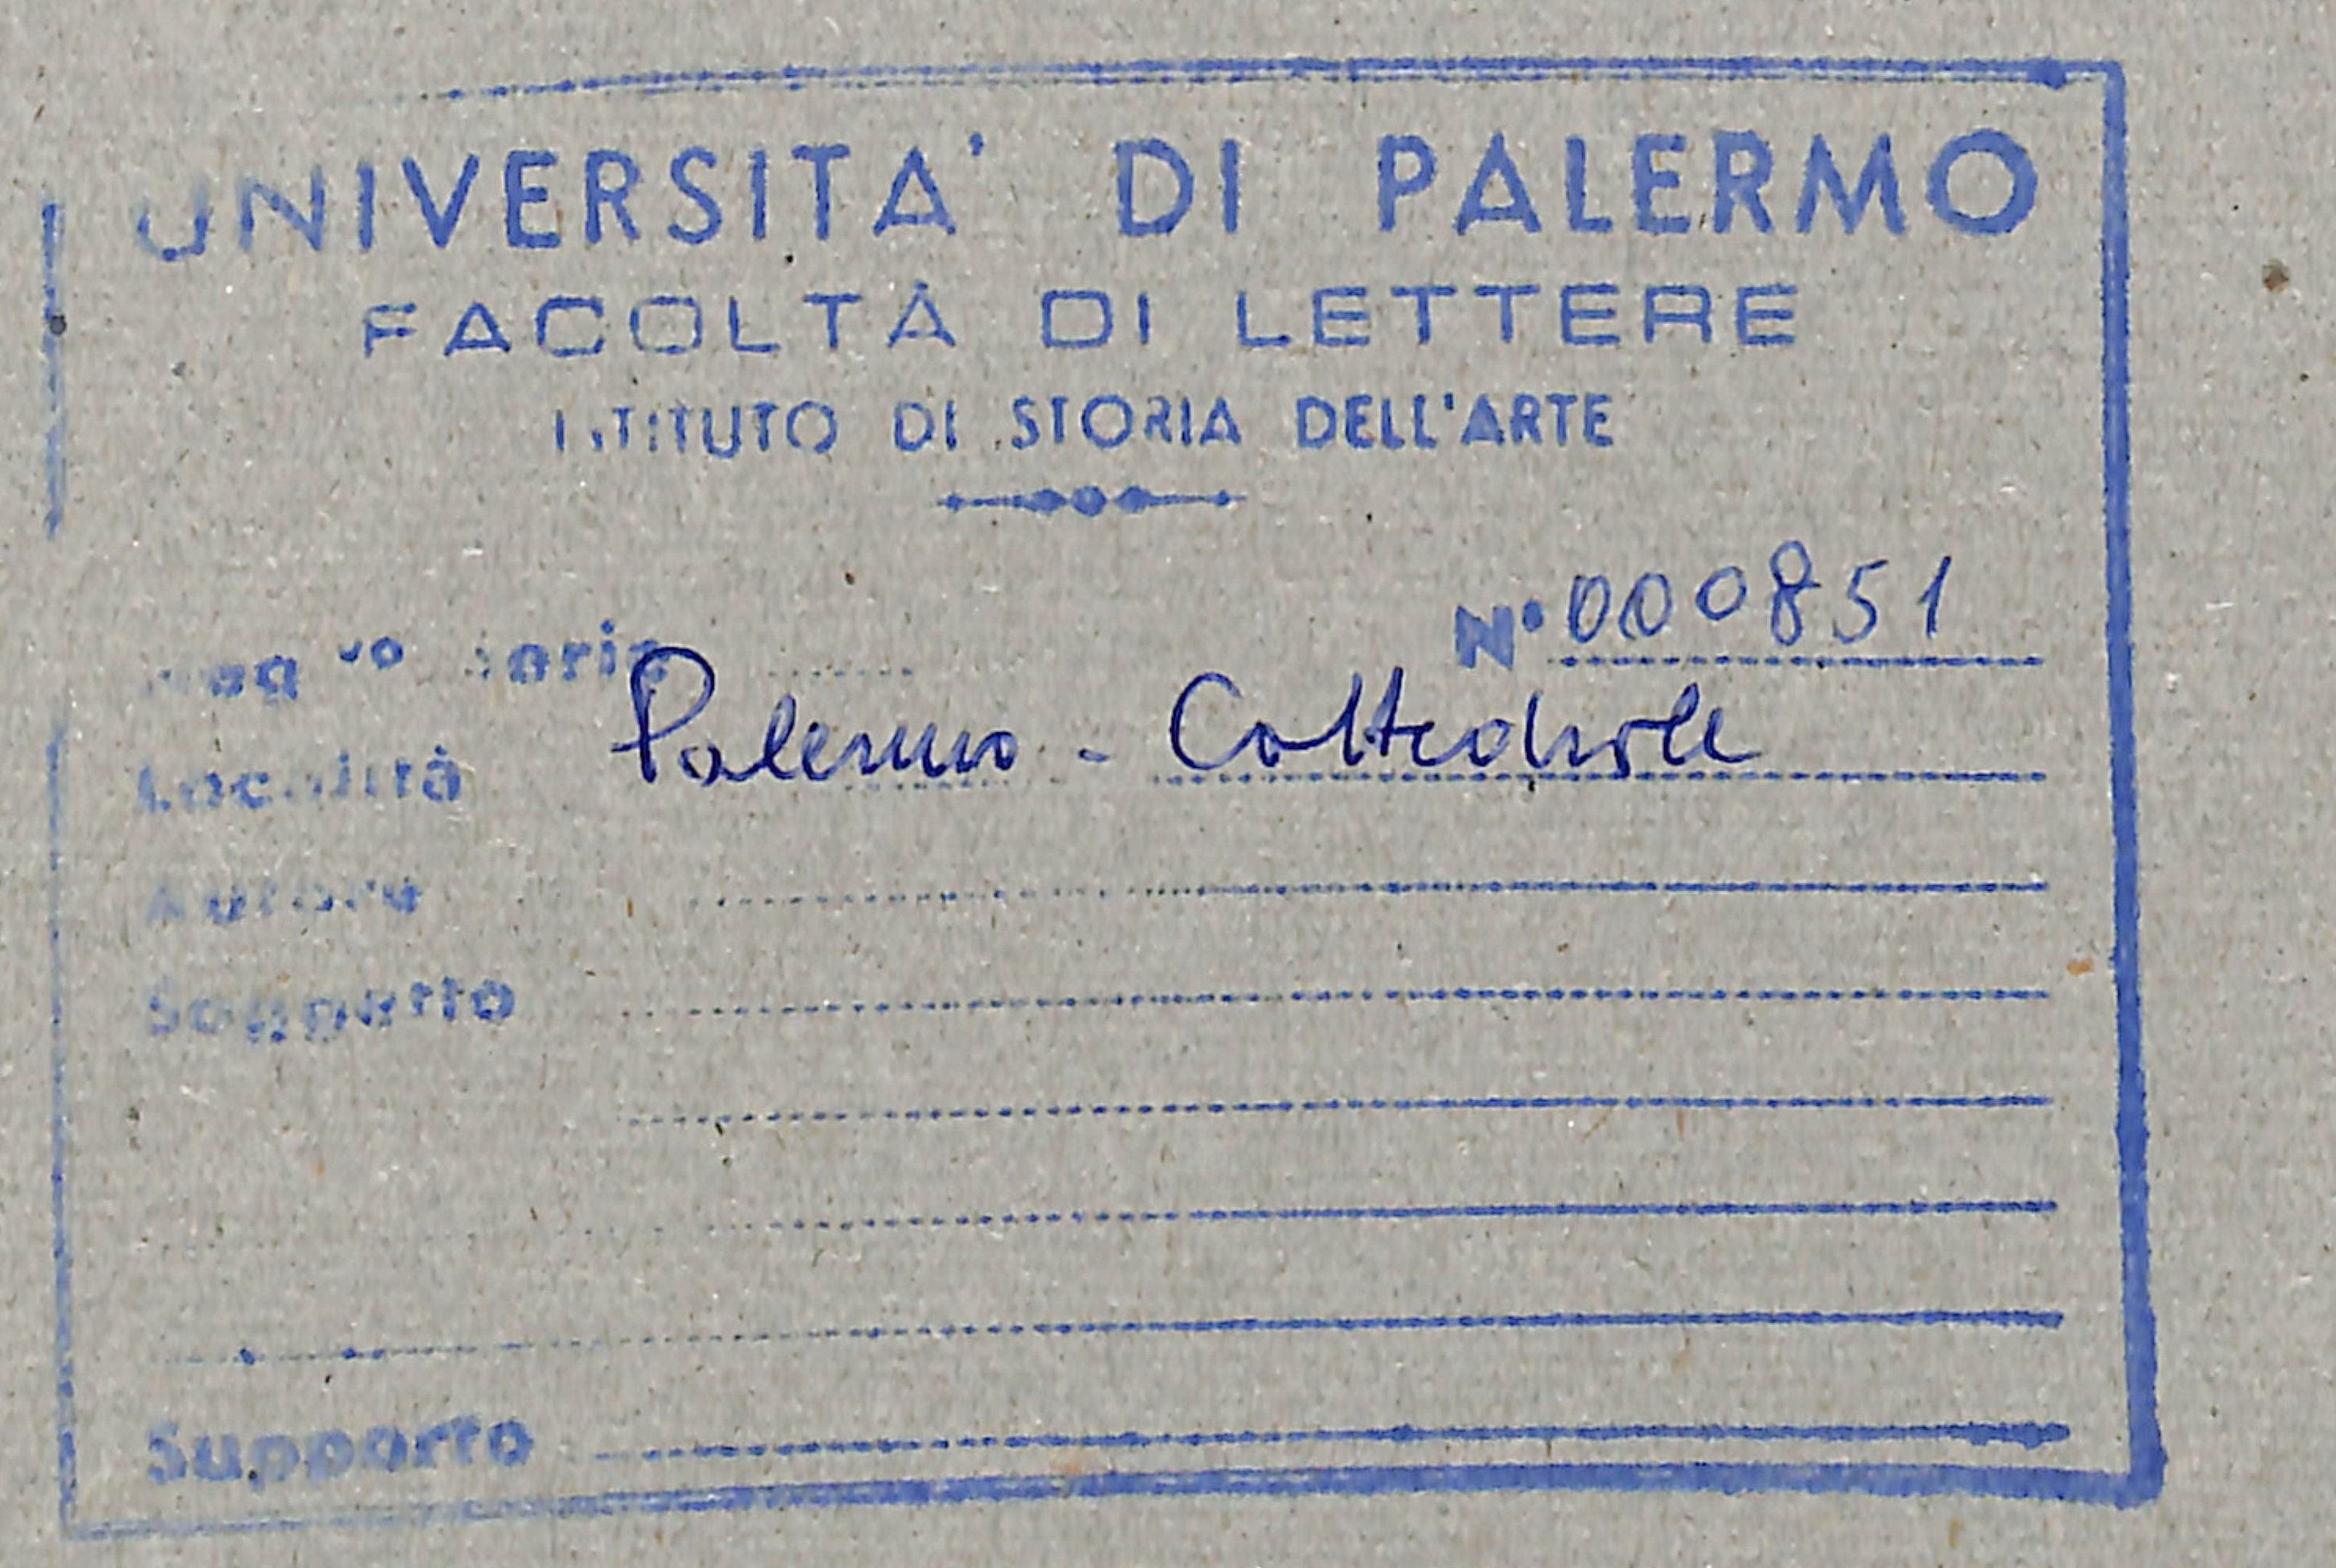 UNIVERSITA' DI PALERMO
FACOLTÀ DI LETTERE
ISTITUTO DI STORIA DELL'ARTE
N° 000851
Località Palermo - Cattedrale
Autore
Soggetto
Supporto